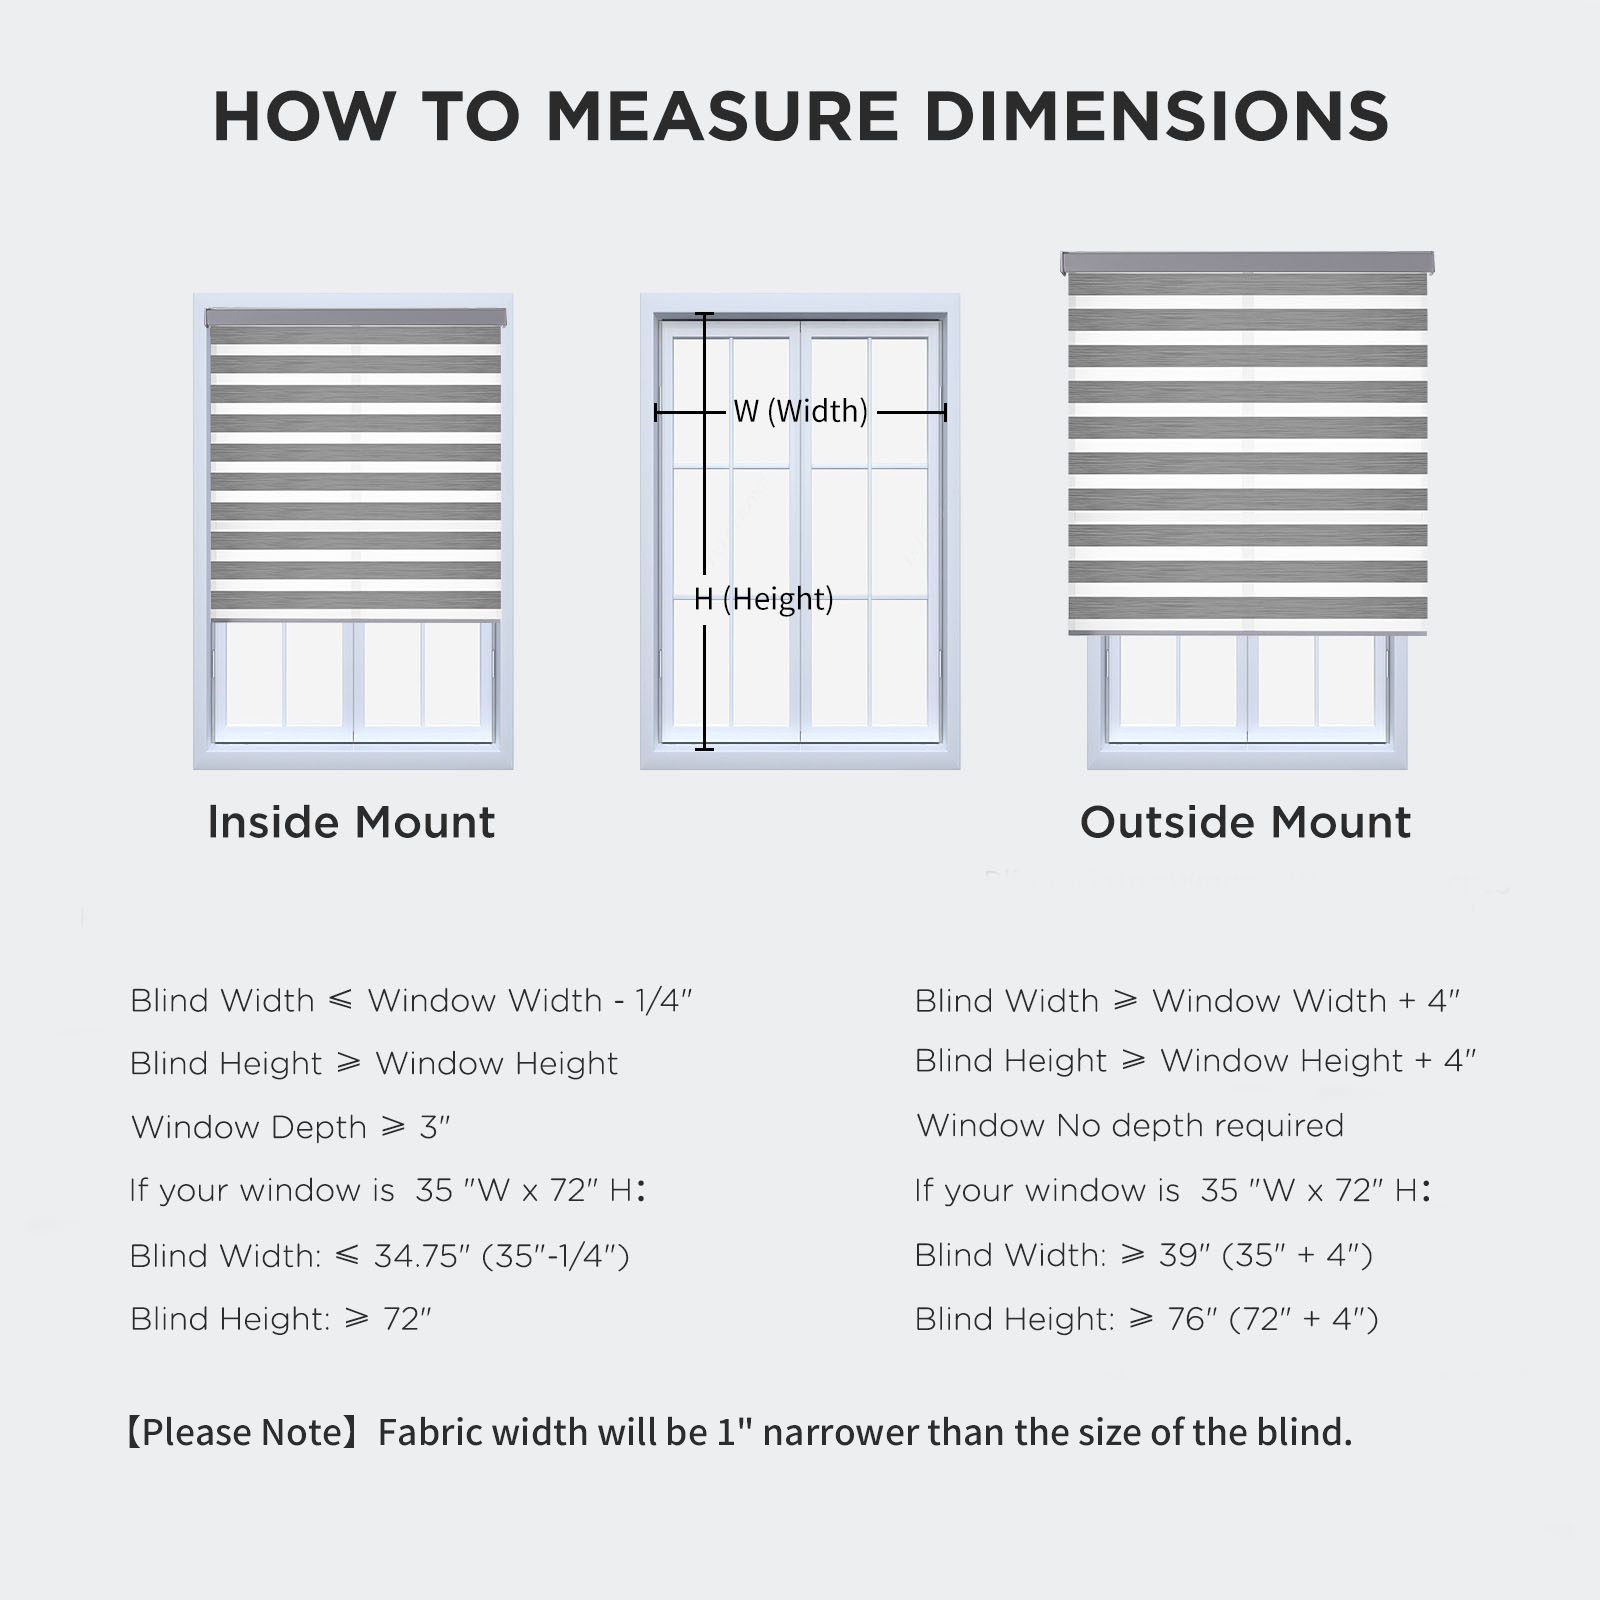 HOW TO MEASURE DIMENSIONS
W (Width)
H (Height)
Inside Mount
Outside Mount
Blind Width ⩽ Window Width - 1/4"
Blind Height ⩾ Window Height
Window Depth ⩾ 3"
If your window is 35 "W x 72" H:
Blind Width: ⩽ 34.75" (35"-1/4")
Blind Height: ⩾ 72"
Blind Width ⩾ Window Width + 4"
Blind Height ⩾ Window Height + 4"
Window No depth required
If your window is 35 "W x 72" H:
Blind Width: ⩾ 39" (35" + 4")
Blind Height: ⩾ 76" (72" + 4")
【Please Note】Fabric width will be 1" narrower than the size of the blind.